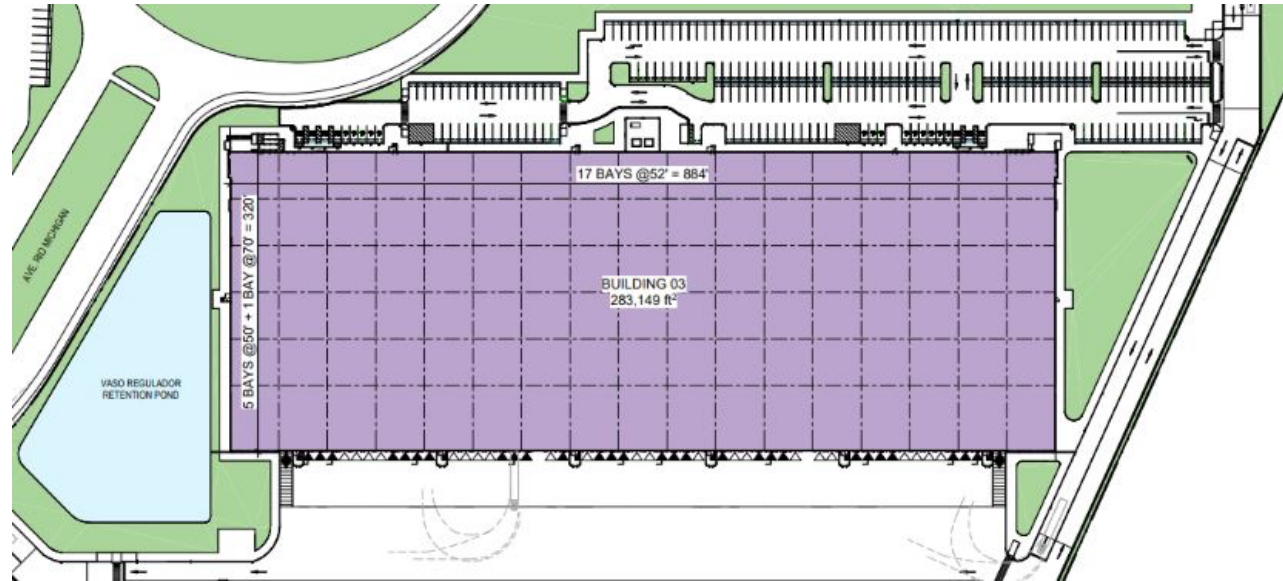 17 BAYS @52' = 884'
5 BAYS @50' + 1 BAY @70' = 320'
BUILDING 03
283,149 ft²
AVE. RIO MICHIGAN
VASO REGULADOR
RETENTION POND